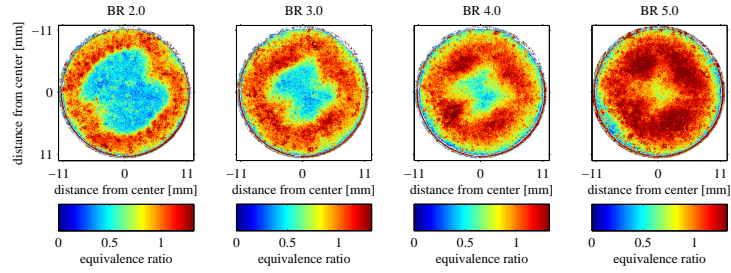 BR 2.0 BR 3.0 BR 4.0 BR 5.0
distance from center [mm]
−11
0
11
−11 0 11 −11 0 11 −11 0 11 −11 0 11
distance from center [mm] distance from center [mm] distance from center [mm] distance from center [mm]
0 0.5 1 0 0.5 1 0 0.5 1 0 0.5 1
equivalence ratio equivalence ratio equivalence ratio equivalence ratio